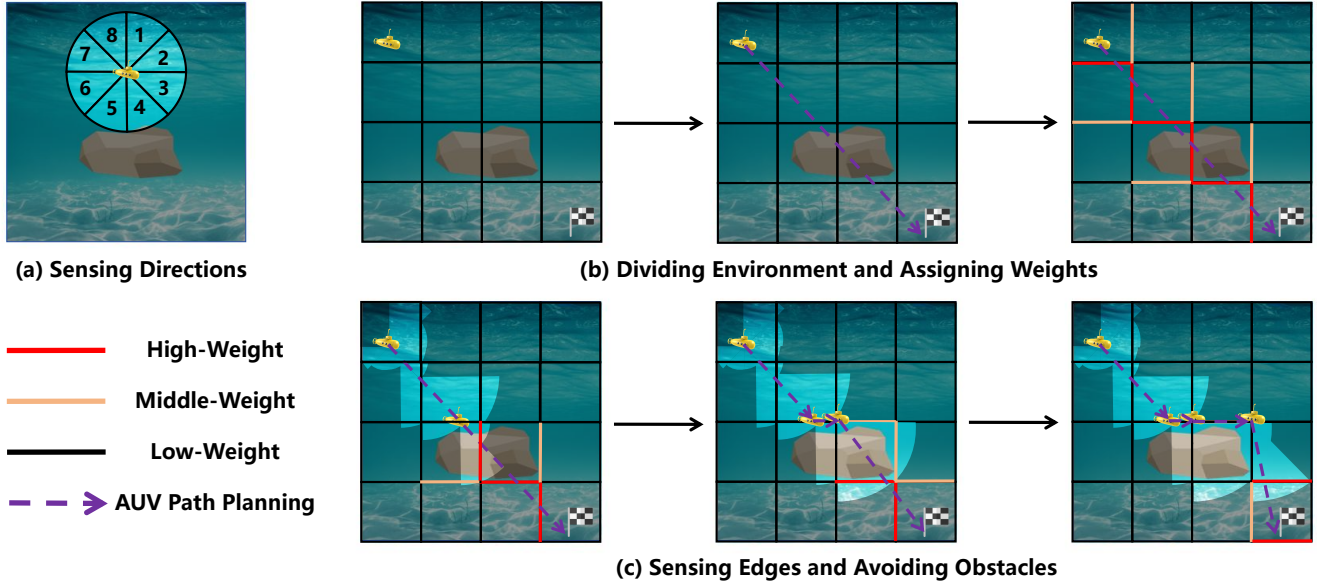 8 1
7 2
6 3
5 4
(a) Sensing Directions
(b) Dividing Environment and Assigning Weights
High-Weight
Middle-Weight
Low-Weight
AUV Path Planning
(c) Sensing Edges and Avoiding Obstacles